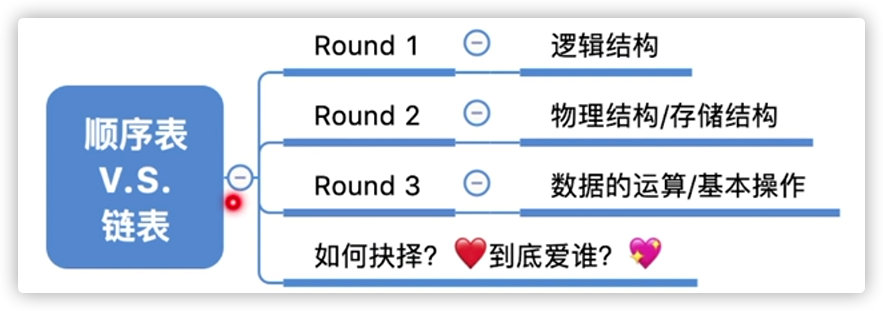 顺序表
V.S.
链表
Round 1
逻辑结构
Round 2
物理结构/存储结构
Round 3
数据的运算/基本操作
如何抉择？❤️到底爱谁？💖